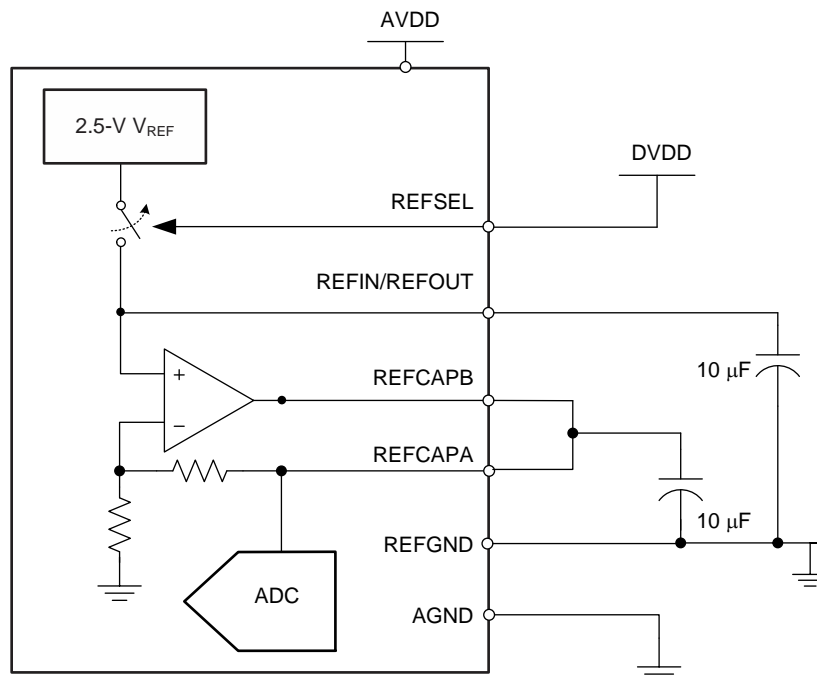 AVDD
2.5-V VREF
DVDD
REFSEL
REFIN/REFOUT
10 μF
+
REFCAPB
−
REFCAPA
10 μF
REFGND
ADC
AGND